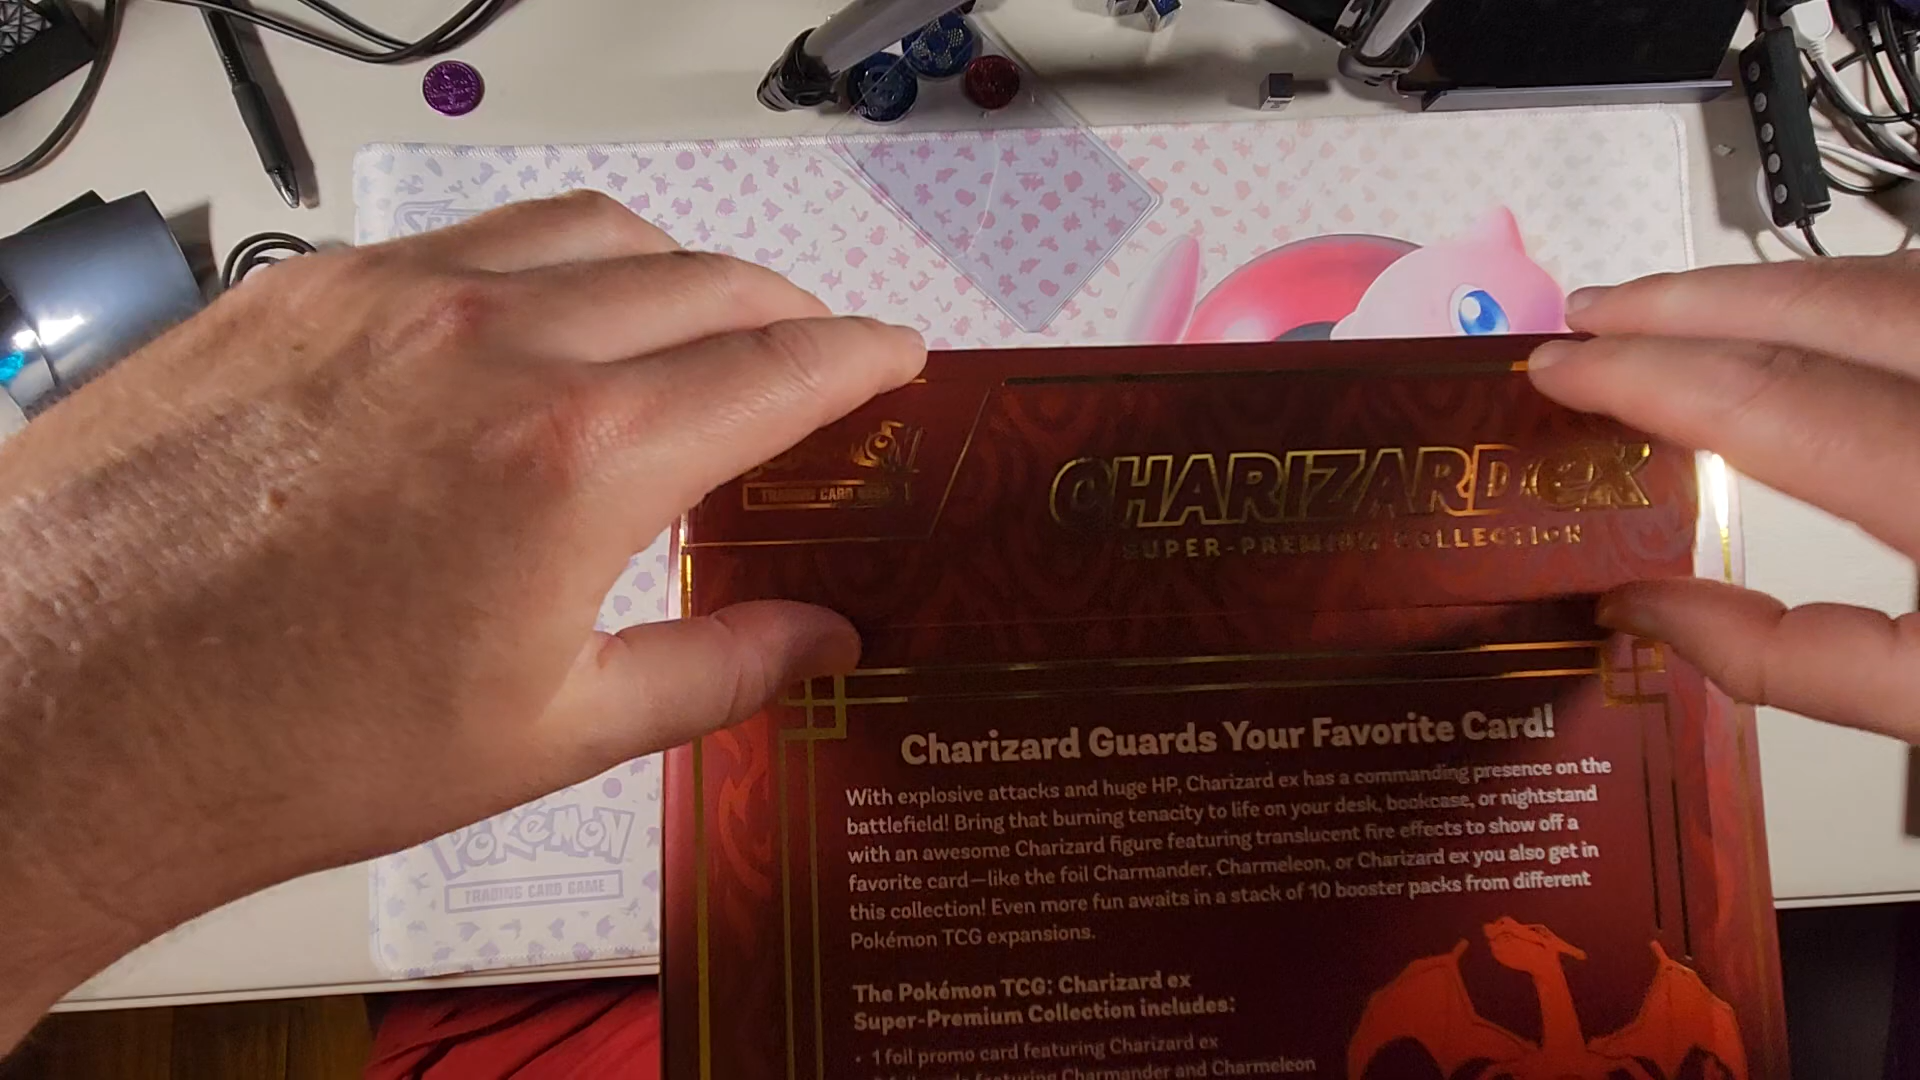 TRADING CARD GAME
CHARIZARD ex
SUPER-PREMIUM COLLECTION
Charizard Guards Your Favorite Card!
With explosive attacks and huge HP, Charizard ex has a commanding presence on the
battlefield! Bring that burning tenacity to life on your desk, bookcase, or nightstand
with an awesome Charizard figure featuring translucent fire effects to show off a
favorite card—like the foil Charmander, Charmeleon, or Charizard ex you also get in
this collection! Even more fun awaits in a stack of 10 booster packs from different
Pokémon TCG expansions.
The Pokémon TCG: Charizard ex
Super-Premium Collection includes:
• 1 foil promo card featuring Charizard ex
featuring Charmander and Charmeleon
POKéMON
TRADING CARD GAME